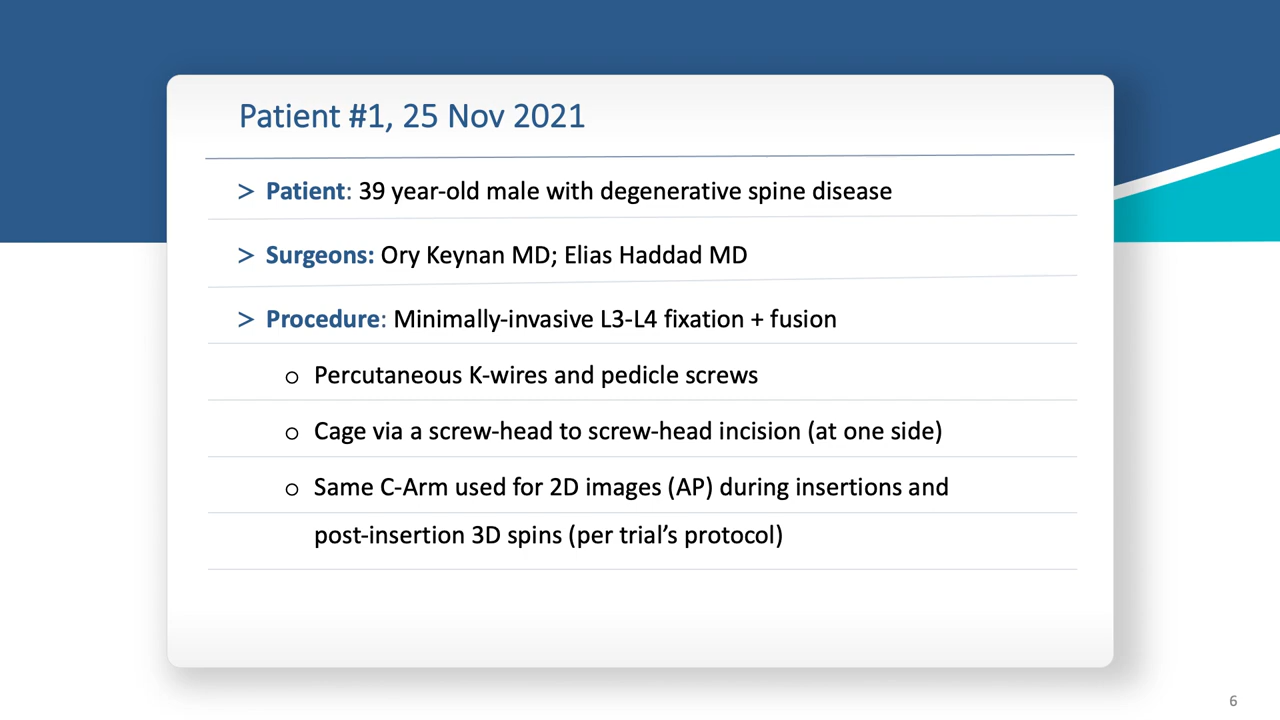 Patient #1, 25 Nov 2021
> Patient: 39 year-old male with degenerative spine disease
> Surgeons: Ory Keynan MD; Elias Haddad MD
> Procedure: Minimally-invasive L3-L4 fixation + fusion
o Percutaneous K-wires and pedicle screws
o Cage via a screw-head to screw-head incision (at one side)
o Same C-Arm used for 2D images (AP) during insertions and
post-insertion 3D spins (per trial’s protocol)
6